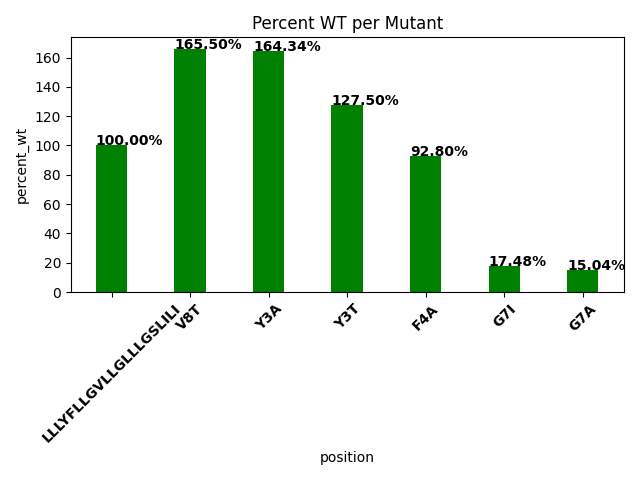 Percent WT per Mutant
percent_wt
160
140
120
100
80
60
40
20
0
100.00%
165.50%
164.34%
127.50%
92.80%
17.48%
15.04%
LLLYFLLGVLLGLLLGSLILI
V8T
Y3A
Y3T
F4A
G7I
G7A
position